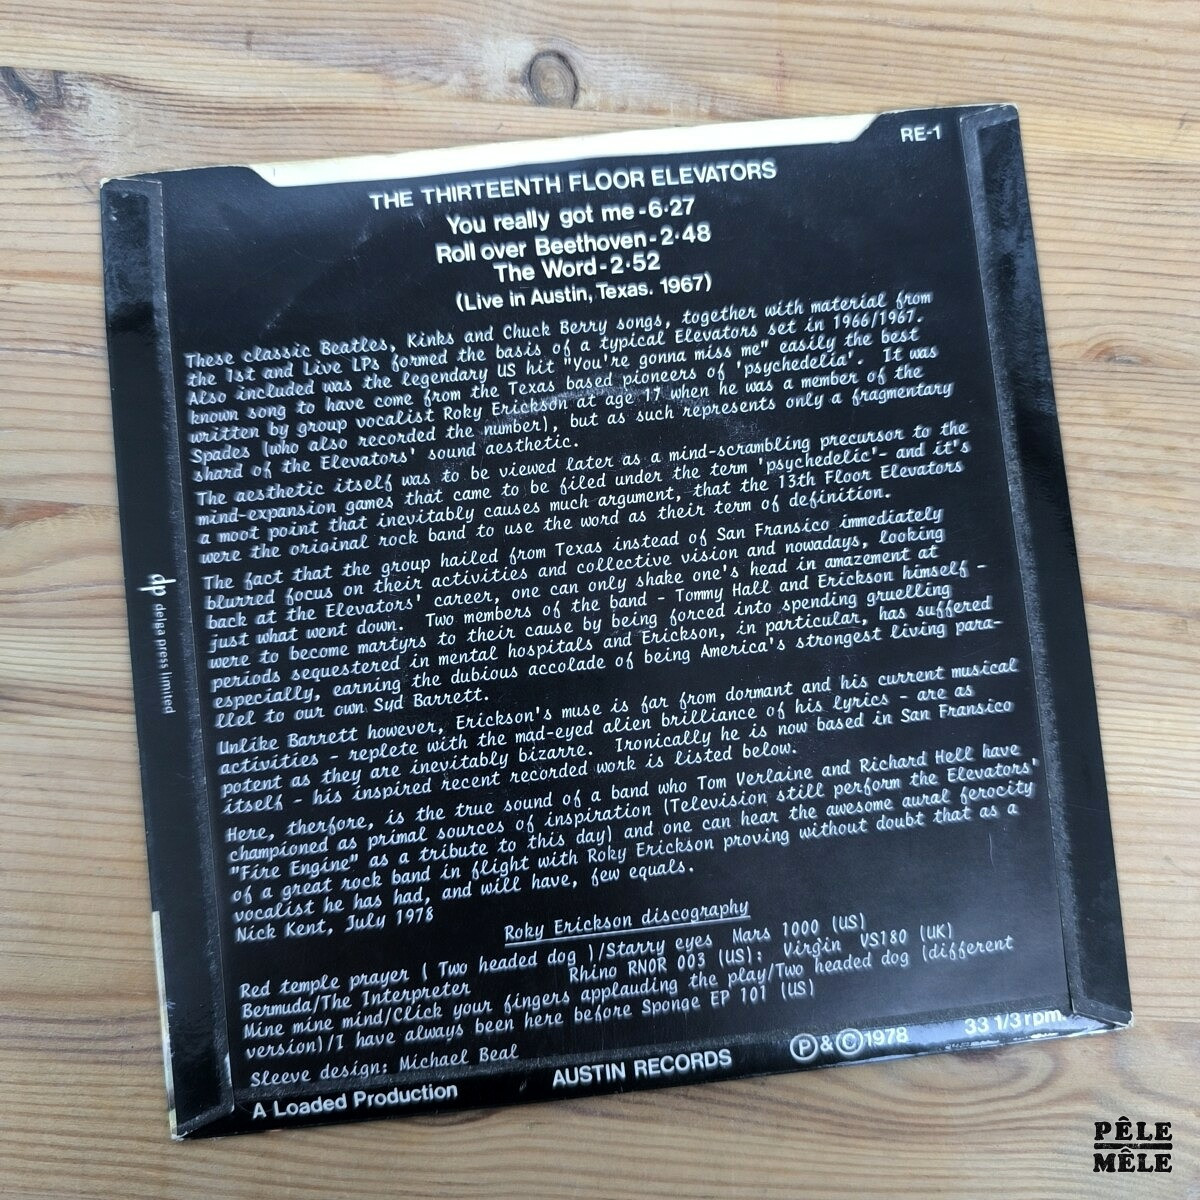 RE-1
THE THIRTEENTH FLOOR ELEVATORS
You really got me-6·27
Roll over Beethoven-2·48
The Word-2·52
(Live in Austin, Texas. 1967)
These classic Beatles, Kinks and Chuck Berry songs, together with material from
the 1st and Live LPs formed the basis of a typical Elevators set in 1966/1967.
Also included was the legendary US hit "You're gonna miss me" easily the best
known song to have come from the Texas based pioneers of 'psychedelia'. It was
written by group vocalist Roky Erickson at age 17 when he was a member of the
Spades (who also recorded the number), but as such represents only a fragmentary
shard of the Elevators' sound aesthetic.
The aesthetic itself was to be viewed later as a mind-scrambling precursor to the
mind-expansion games that came to be filed under the term 'psychedelic'- and it's
a moot point that inevitably causes much argument, that the 13th Floor Elevators
were the original rock band to use the word as their term of definition.
The fact that the group hailed from Texas instead of San Fransico immediately
blurred focus on their activities and collective vision and nowadays, looking
back at the Elevators' career, one can only shake one's head in amazement at
just what went down. Two members of the band - Tommy Hall and Erickson himself -
were to become martyrs to their cause by being forced into spending gruelling
periods sequestered in mental hospitals and Erickson, in particular, has suffered
especially, earning the dubious accolade of being America's strongest living para-
llel to our own Syd Barrett.
Unlike Barrett however, Erickson's muse is far from dormant and his current musical
activities - replete with the mad-eyed alien brilliance of his lyrics - are as
potent as they are inevitably bizarre. Ironically he is now based in San Fransico
itself - his inspired recent recorded work is listed below.
Here, therfore, is the true sound of a band who Tom Verlaine and Richard Hell have
championed as primal sources of inspiration (Television still perform the Elevators'
"Fire Engine" as a tribute to this day) and one can hear the awesome aural ferocity
of a great rock band in flight with Roky Erickson proving without doubt that as a
vocalist he has had, and will have, few equals.
Nick Kent, July 1978
Roky Erickson discography
Red temple prayer ( Two headed dog )/Starry eyes Mars 1000 (US)
Bermuda/The Interpreter Rhino RNOR 003 (US); Virgin VS180 (UK)
Mine mine mind/Click your fingers applauding the play/Two headed dog (different
version)/I have always been here before Sponge EP 101 (US)
Sleeve design; Michael Beal
A Loaded Production
AUSTIN RECORDS
Ⓟ&©1978
33 1/3rpm
dp delga press limited
PÊLE
MÊLE